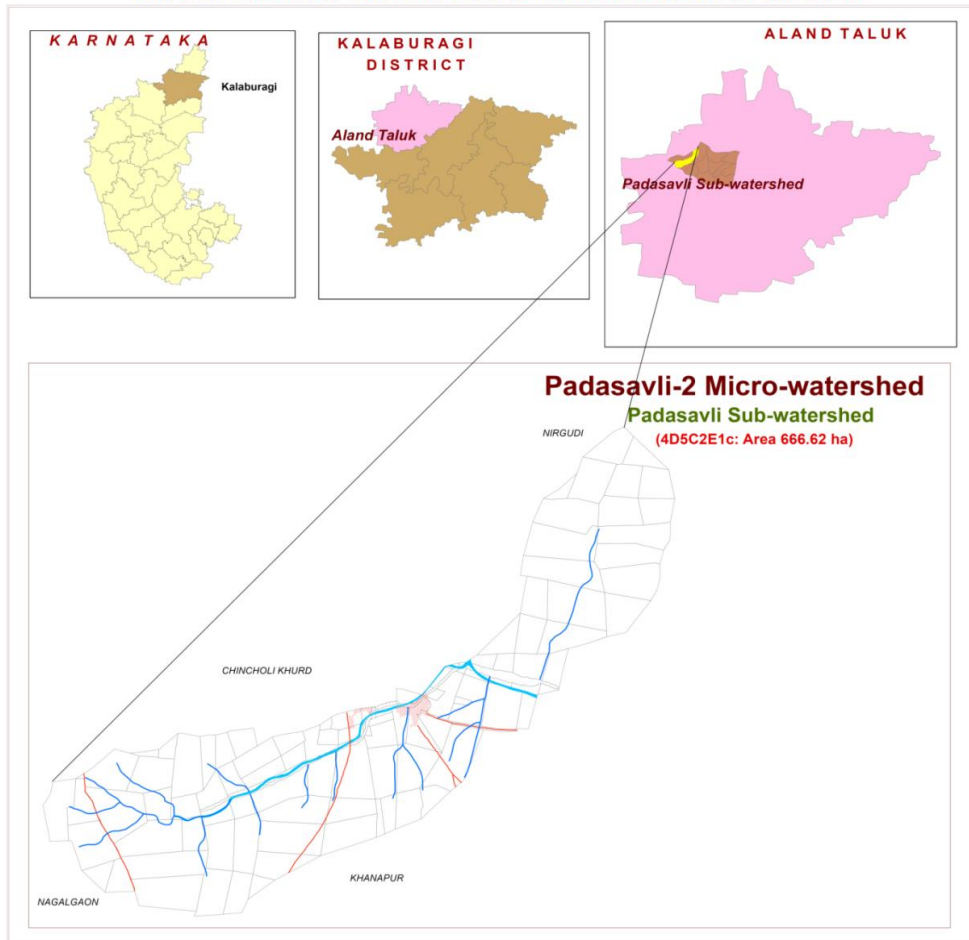 KARNATAKA
Kalaburagi
KALABURAGI
DISTRICT
Aland Taluk
ALAND TALUK
Padasavli Sub-watershed
Padasavli-2 Micro-watershed
Padasavli Sub-watershed
(4D5C2E1c: Area 666.62 ha)
NIRGUDI
CHINCHOLI KHURD
KHANAPUR
NAGALGAON